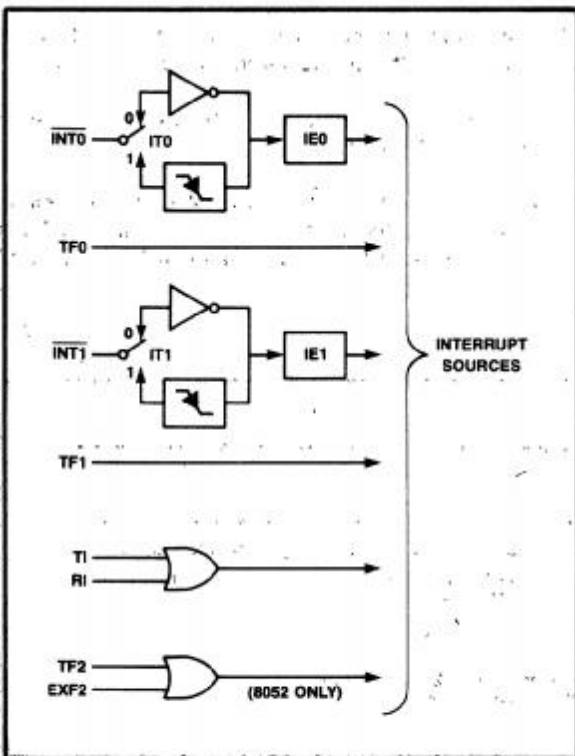 0
INT0
IT0
IE0
1
TF0
0
INT1
IT1
IE1
1
INTERRUPT
SOURCES
TF1
TI
RI
TF2
EXF2
(8052 ONLY)